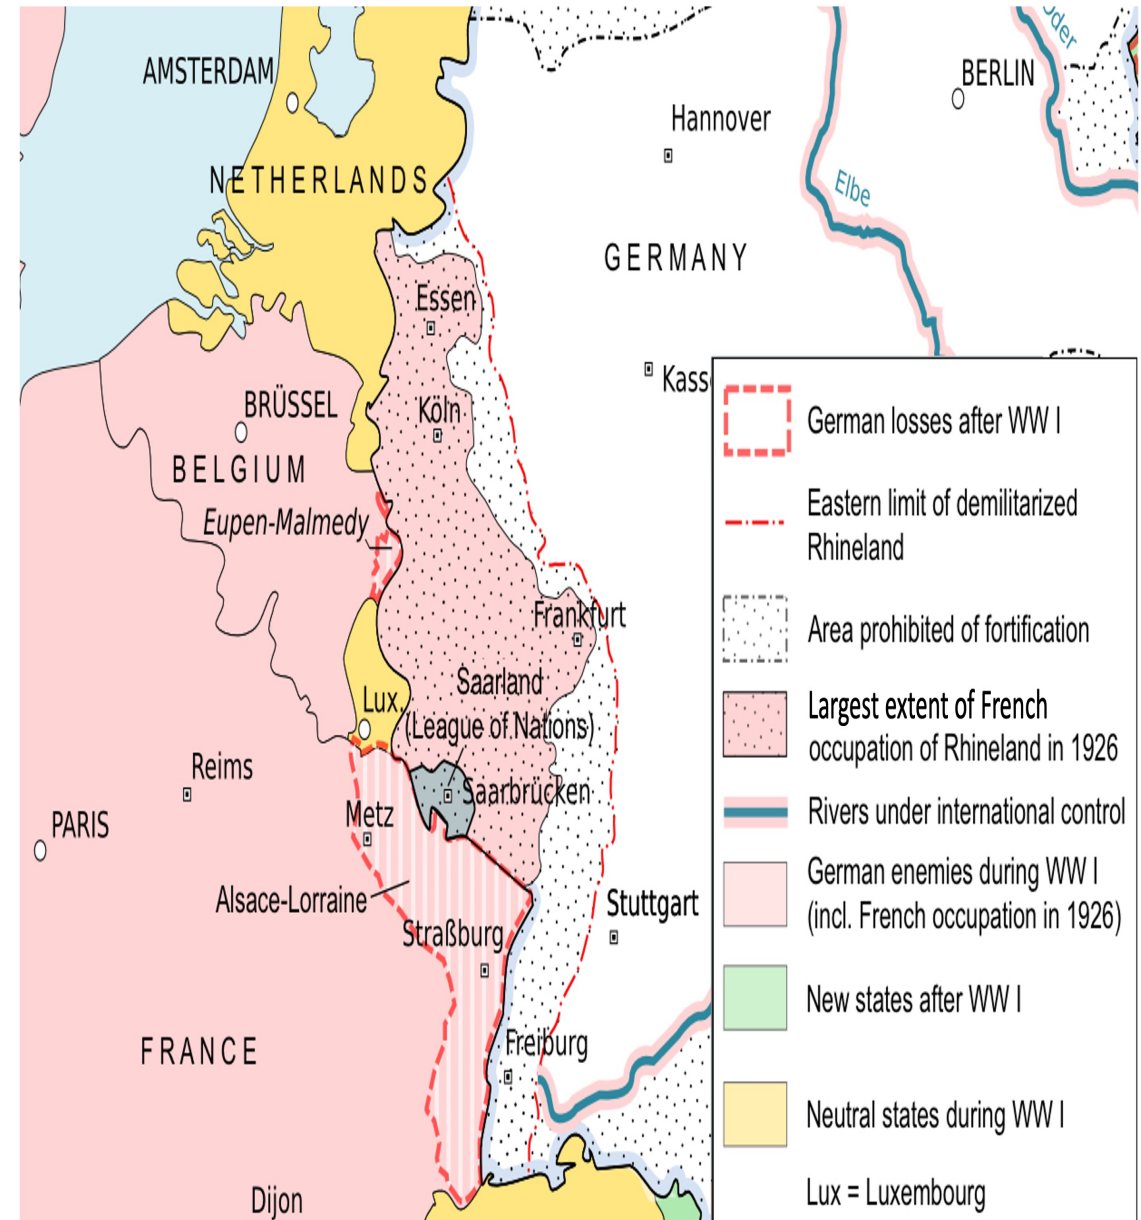 Oder
AMSTERDAM
BERLIN
Hannover
NETHERLANDS
Elbe
GERMANY
Essen
Kass
Köln
BRÜSSEL
BELGIUM
Eupen-Malmedy
Frankfurt
Saarland
(League of Nations)
Lux.
Reims
Saarbrücken
Metz
PARIS
Alsace-Lorraine
Stuttgart
Straßburg
FRANCE
Freiburg
Dijon
German losses after WW I
Eastern limit of demilitarized
Rhineland
Area prohibited of fortification
Largest extent of French
occupation of Rhineland in 1926
Rivers under international control
German enemies during WW I
(incl. French occupation in 1926)
New states after WW I
Neutral states during WW I
Lux = Luxembourg